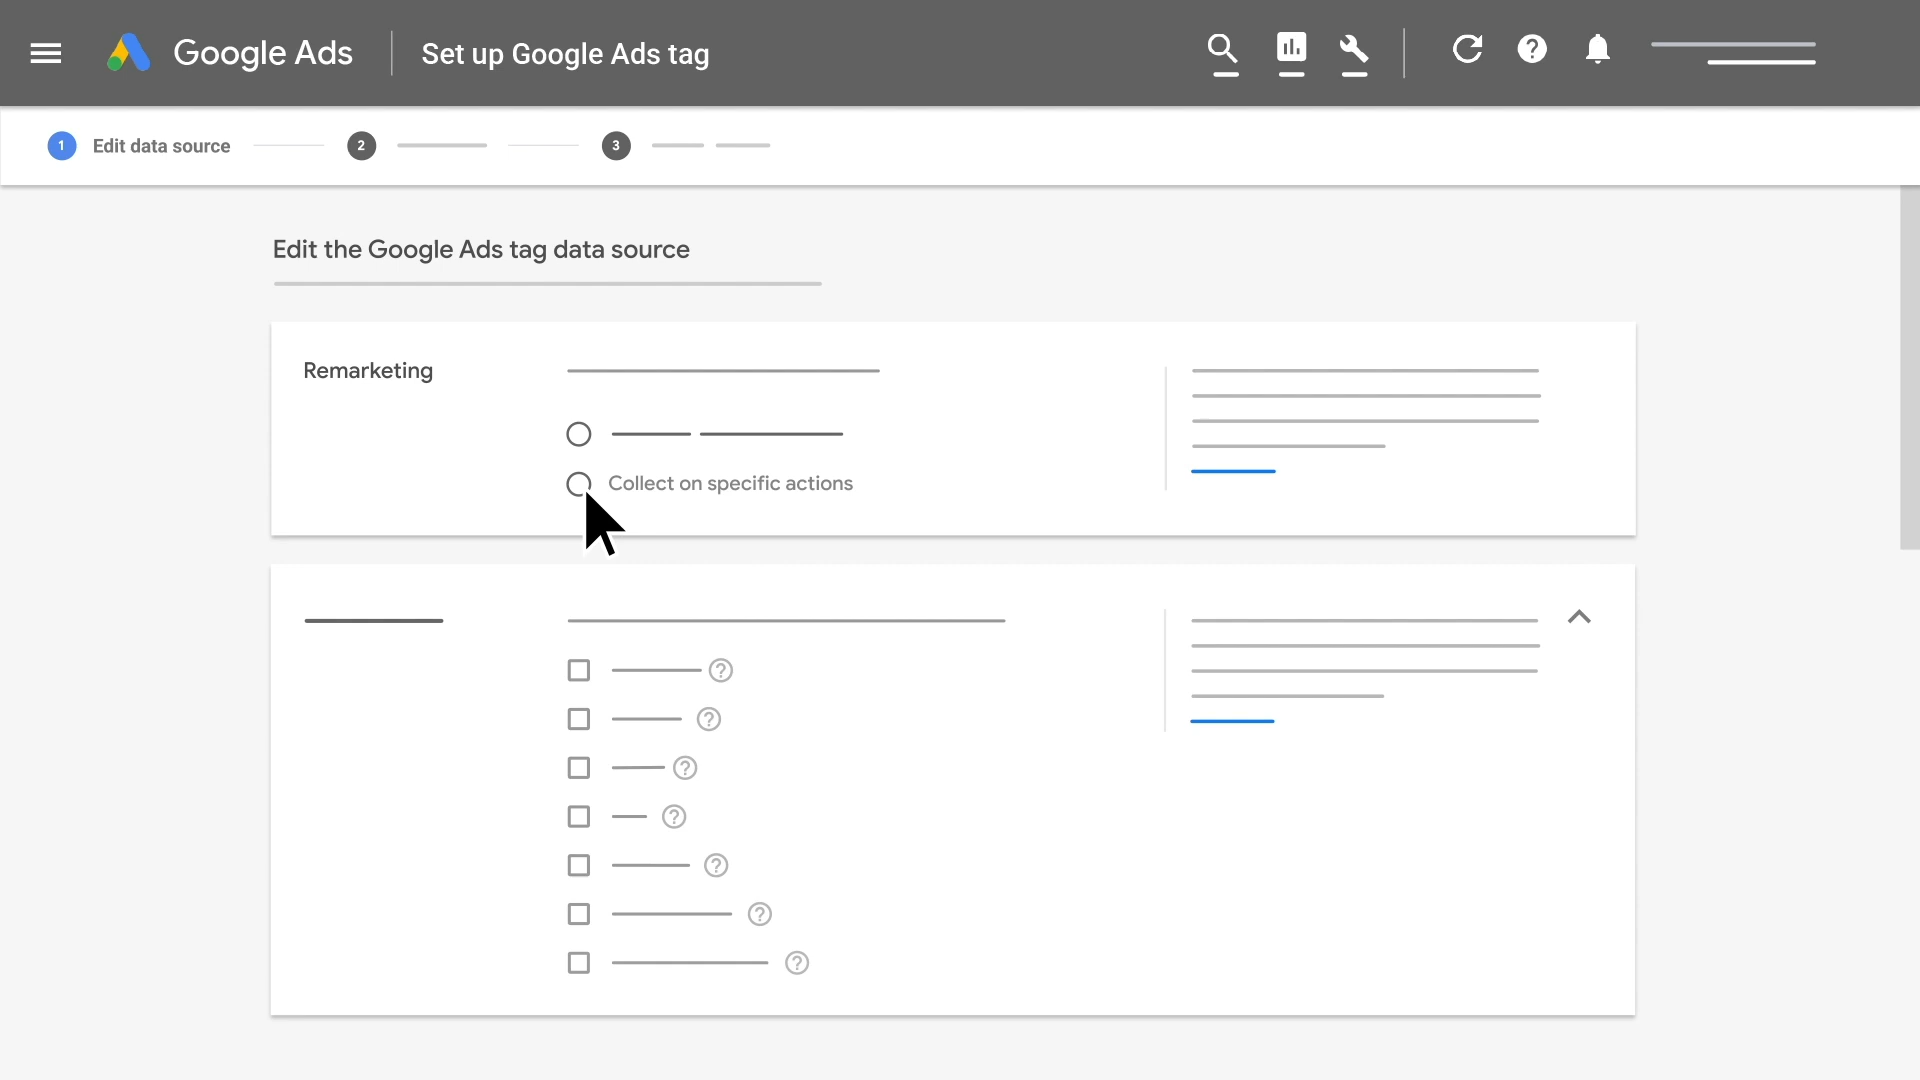 Google Ads
Set up Google Ads tag
1 Edit data source 2 3
Edit the Google Ads tag data source
Remarketing
Collect on specific actions